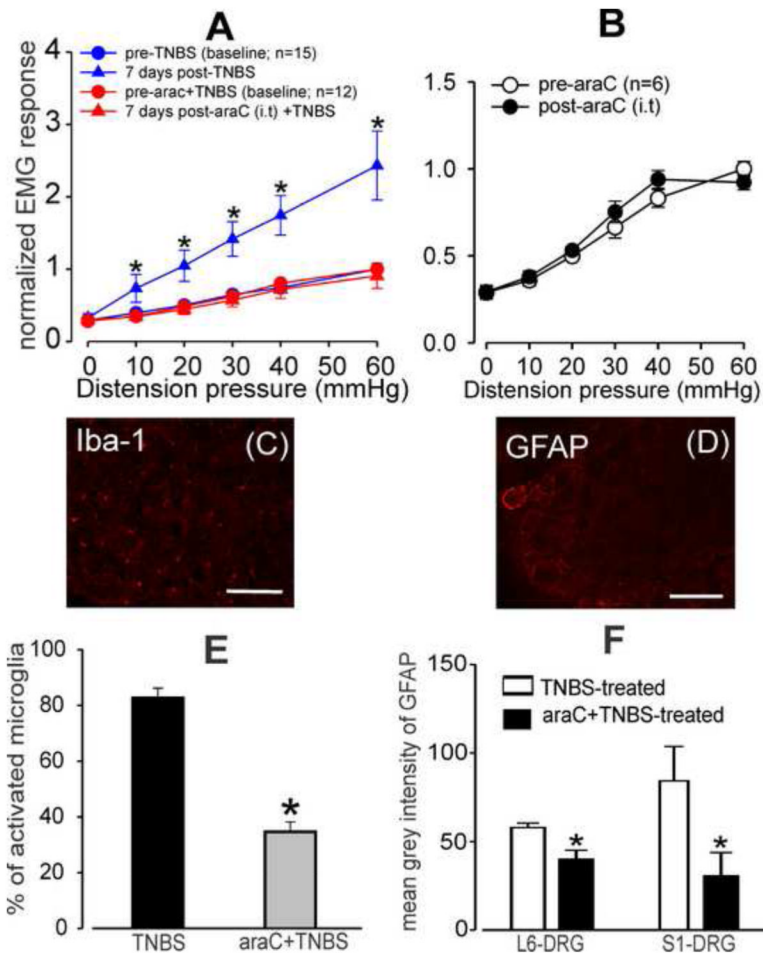 A
normalized EMG response
4
3
2
1
0
pre-TNBS (baseline; n=15)
7 days post-TNBS
pre-arac+TNBS (baseline; n=12)
7 days post-araC (i.t) +TNBS
* * * * *
0 10 20 30 40 60
Distension pressure (mmHg)
B
1.5
1.0
0.5
0.0
pre-araC (n=6)
post-araC (i.t)
0 10 20 30 40 50 60
Distension pressure (mmHg)
Iba-1 (C)
GFAP (D)
E
% of activated microglia
100
80
60
40
20
0
*
TNBS araC+TNBS
F
mean grey intensity of GFAP
150
100
50
0
TNBS-treated
araC+TNBS-treated
* *
L6-DRG S1-DRG